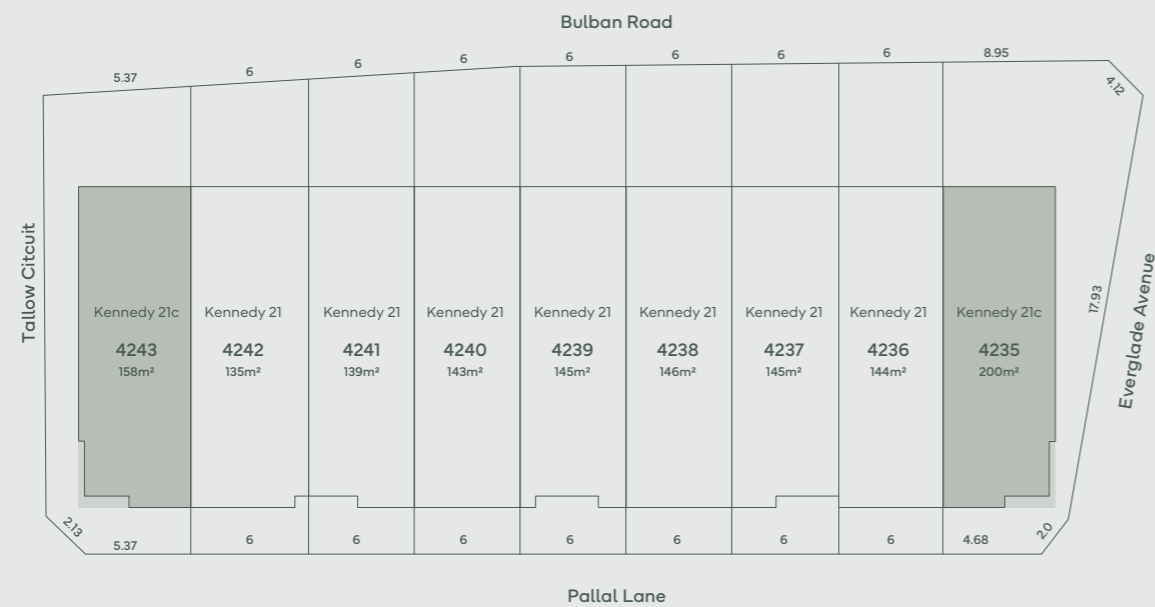 Bulban Road
5.37
6
6
6
6
6
6
6
8.95
4.12
Tallow Citcuit
Kennedy 21c
4243
158m²
Kennedy 21
4242
135m²
Kennedy 21
4241
139m²
Kennedy 21
4240
143m²
Kennedy 21
4239
145m²
Kennedy 21
4238
146m²
Kennedy 21
4237
145m²
Kennedy 21
4236
144m²
Kennedy 21c
4235
200m²
17.93
Everglade Avenue
2.13
5.37
6
6
6
6
6
6
6
4.68
2.0
Pallal Lane